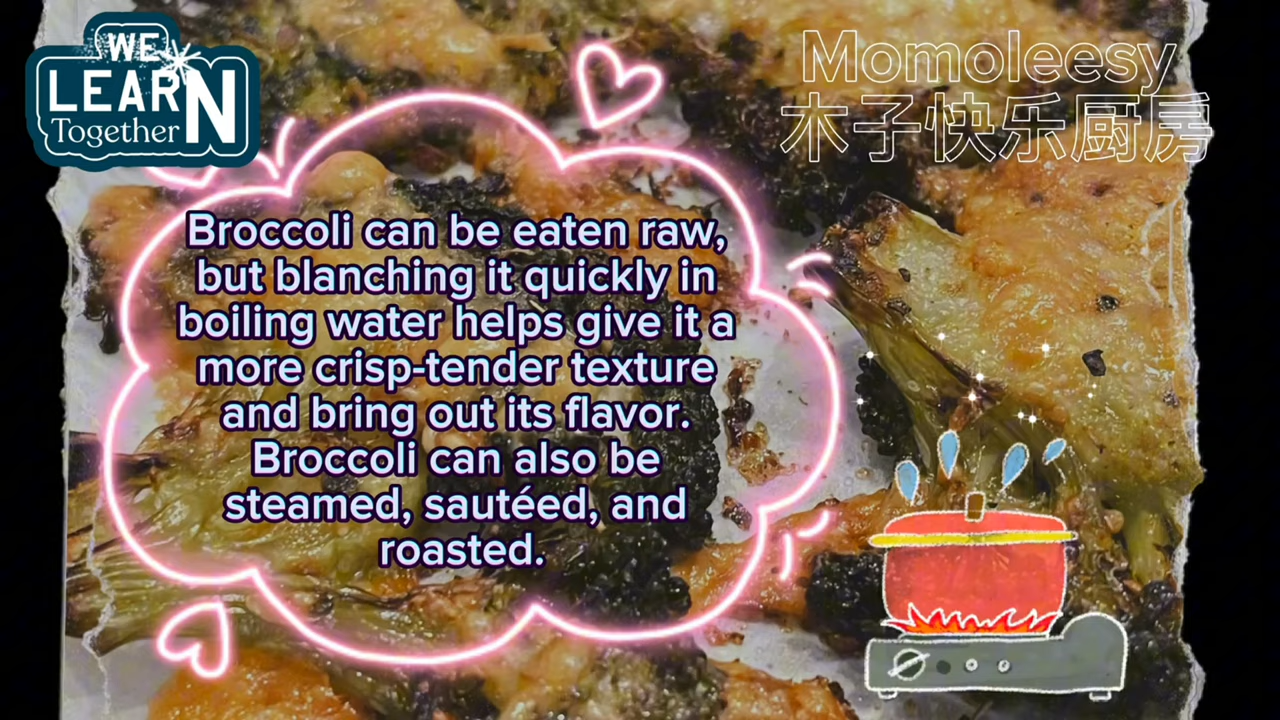 WE
LEARN
Together
Momoleesy
木子快乐厨房
Broccoli can be eaten raw,
but blanching it quickly in
boiling water helps give it a
more crisp-tender texture
and bring out its flavor.
Broccoli can also be
steamed, sautéed, and
roasted.